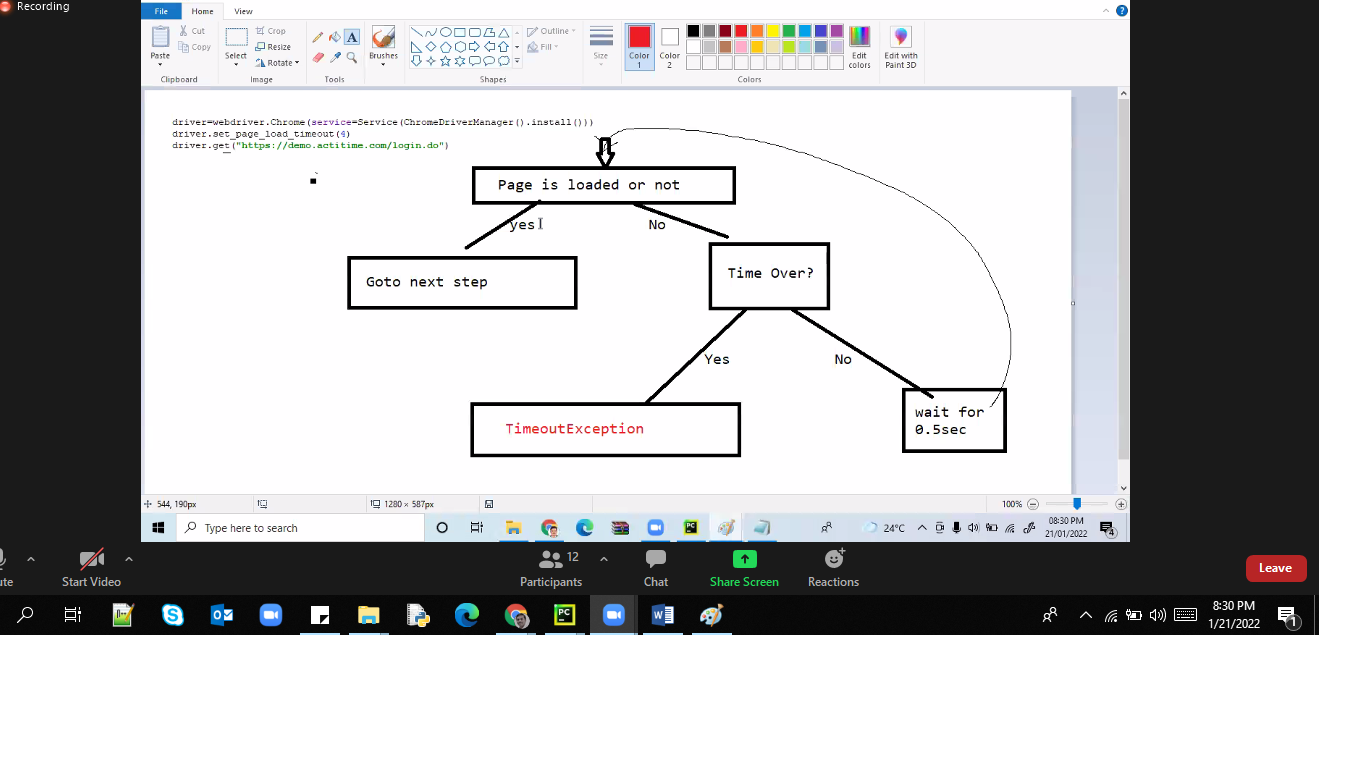 Recording
File Home View
Paste
Cut
Copy
Clipboard
Select
Crop
Resize
Rotate
Image
Tools
Brushes
Shapes
Outline
Fill
Size
Color 1
Color 2
Colors
Edit colors
Edit with Paint 3D
driver=webdriver.Chrome(service=Service(ChromeDriverManager().install()))
driver.set_page_load_timeout(4)
driver.get("https://demo.actitime.com/login.do")
Page is loaded or not
yes No
Goto next step
Time Over?
Yes No
TimeoutException
wait for
0.5sec
544, 190px
1280 × 587px
100%
Type here to search
PC
24°C
08:30 PM
21/01/2022
4
ute
Start Video
Participants
12
Chat
Share Screen
Reactions
Leave
PC
8:30 PM
1/21/2022
1